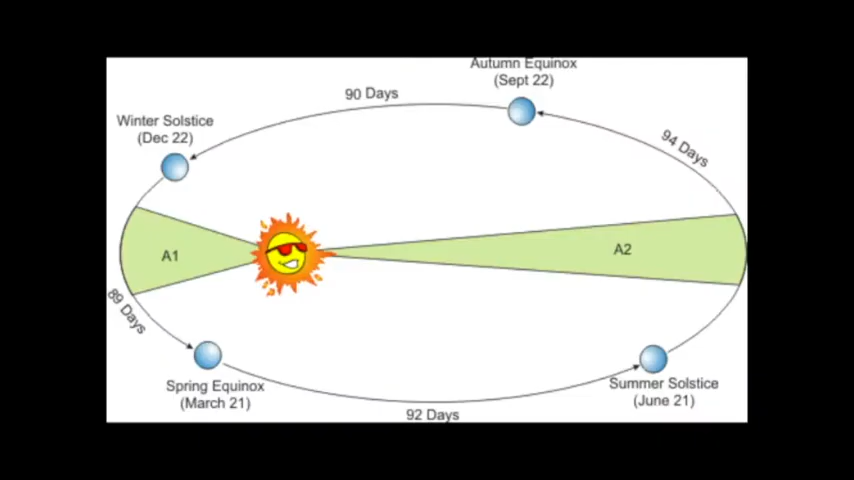 Autumn Equinox
(Sept 22)
90 Days
Winter Solstice
(Dec 22)
94 Days
A1
A2
89 Days
Spring Equinox
(March 21)
92 Days
Summer Solstice
(June 21)